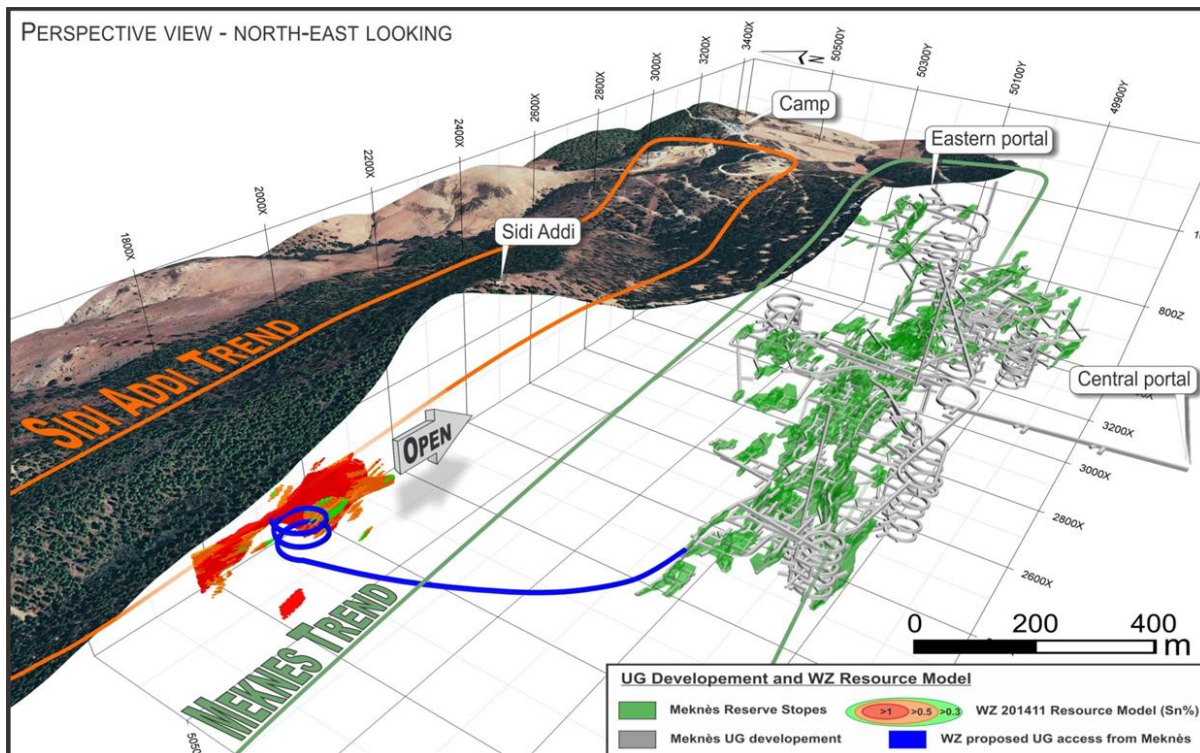 PERSPECTIVE VIEW - NORTH-EAST LOOKING
N
3400X
3200X
3000X
2800X
2600X
2400X
2200X
2000X
1800X
50500Y
50300Y
50100Y
49900Y
Camp
Eastern portal
Sidi Addi
800Z
Central portal
SIDI ADDI TREND
OPEN
3200X
3000X
2800X
2600X
MEKNES TREND
0 200 400 m
UG Developement and WZ Resource Model
Meknès Reserve Stopes >1 >0.5 >0.3 WZ 201411 Resource Model (Sn%)
Meknès UG developement WZ proposed UG access from Meknès